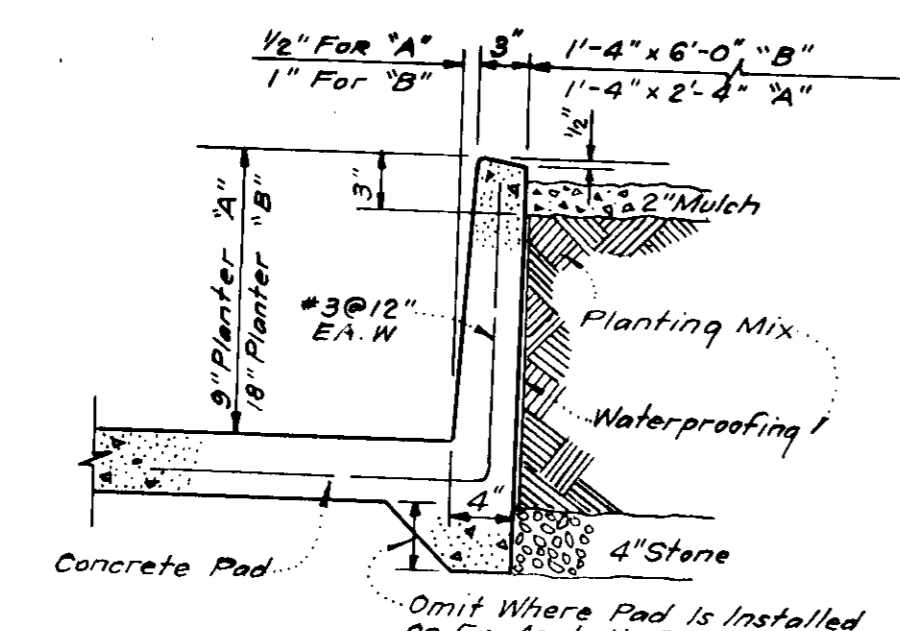 1/2" FOR "A"
1" For "B"
3"
1'-4" x 6'-0" "B"
1'-4" x 2'-4" "A"
1/2"
3"
9" Planter "A"
18" Planter "B"
2" Mulch
#3@12"
EA. W
Planting Mix
Waterproofing
4"
4" Stone
Concrete Pad
Omit Where Pad Is Installed